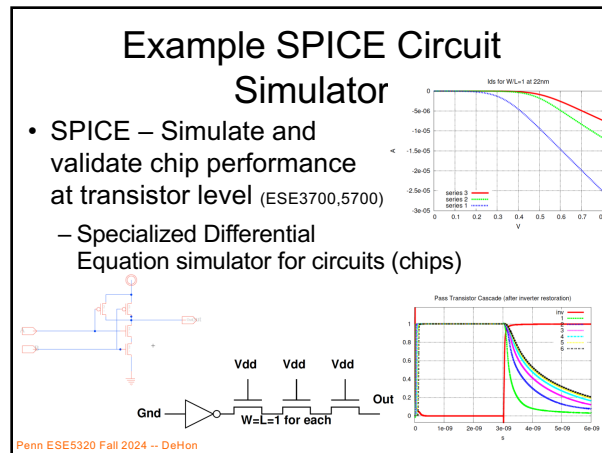 Example SPICE Circuit
Simulator
• SPICE – Simulate and
validate chip performance
at transistor level (ESE3700,5700)
– Specialized Differential
Equation simulator for circuits (chips)
Ids for W/L=1 at 22nm
0
-5e-06
-1e-05
-1.5e-05
-2e-05
-2.5e-05
-3e-05
A
series 3
series 2
series 1
0 0.1 0.2 0.3 0.4 0.5 0.6 0.7 0.8
V
Vdd Vdd Vdd
Gnd
Out
W=L=1 for each
Pass Transistor Cascade (after inverter restoration)
1
0.8
0.6
0.4
0.2
0
inv
1
2
3
4
5
6
0 1e-09 2e-09 3e-09 4e-09 5e-09 6e-09
s
Penn ESE5320 Fall 2024 -- DeHon